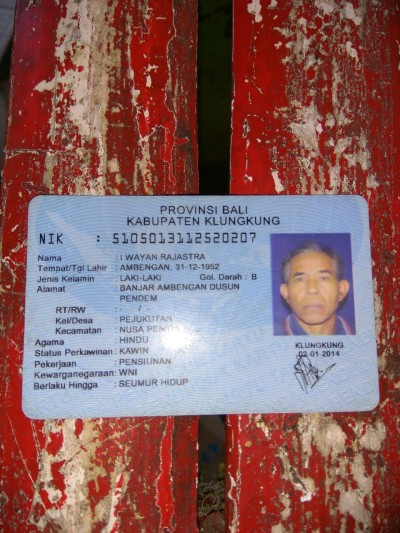 PROVINSI BALI
KABUPATEN KLUNGKUNG
NIK : 5105013112520207
Nama : I WAYAN RAJASTRA
Tempat/Tgl Lahir : AMBENGAN, 31-12-1952
Jenis Kelamin : LAKI-LAKI Gol. Darah : B
Alamat : BANJAR AMBENGAN DUSUN
PENDEM
RT/RW : - / -
Kel/Desa : PEJUKUTAN
Kecamatan : NUSA PENIDA
Agama : HINDU
Status Perkawinan : KAWIN
Pekerjaan : PENSIUNAN
Kewarganegaraan : WNI
Berlaku Hingga : SEUMUR HIDUP
KLUNGKUNG
02-01-2014